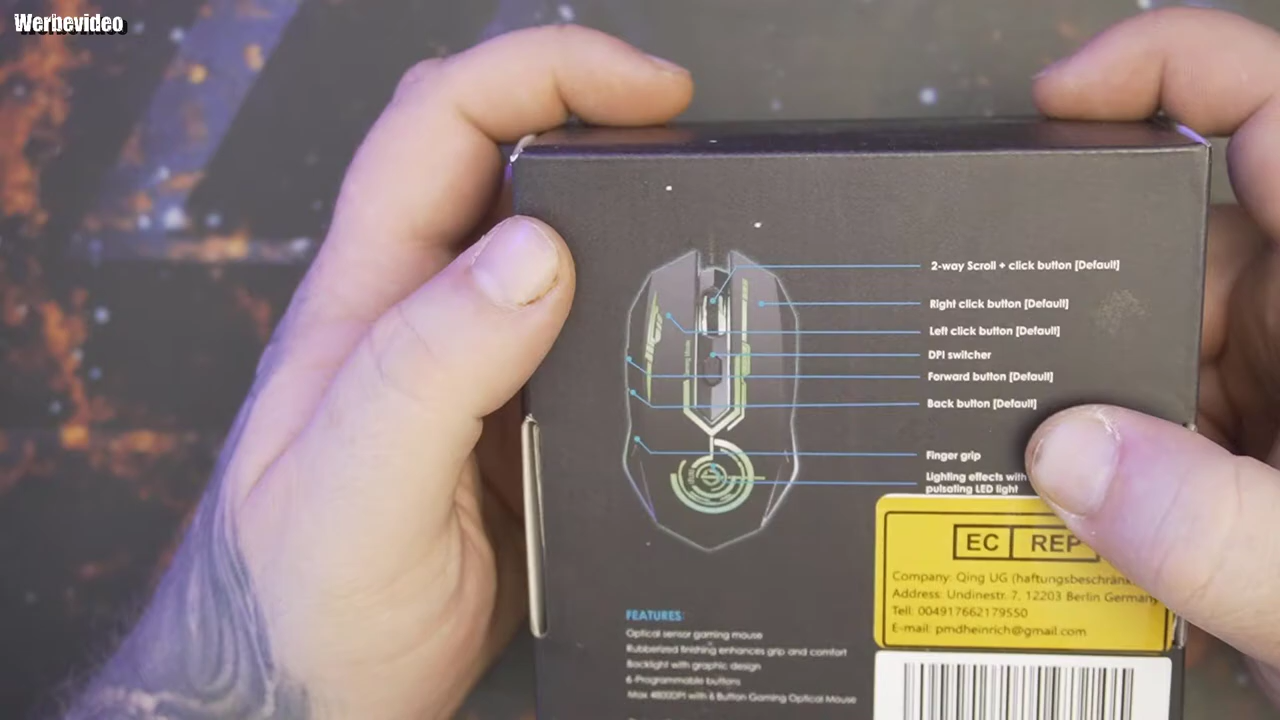 Werbevideo
2-way Scroll + click button [Default]
Right click button [Default]
Left click button [Default]
DPI switcher
Forward button [Default]
Back button [Default]
Finger grip
Lighting effects with
pulsating LED light
EC REP
Company: Qing UG (haftungsbeschränk
Address: Undinestr. 7, 12203 Berlin Germany
Tell: 004917662179550
E-mail: pmdheinrich@gmail.com
FEATURES:
Optical sensor gaming mouse
Rubberized finishing enhances grip and comfort
Backlight with graphic design
6-Programmable buttons
Max 4800DPI with 6 Button Gaming Optical Mouse